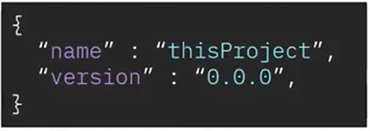 {
“name” : “thisProject”,
“version” : “0.0.0”,
}